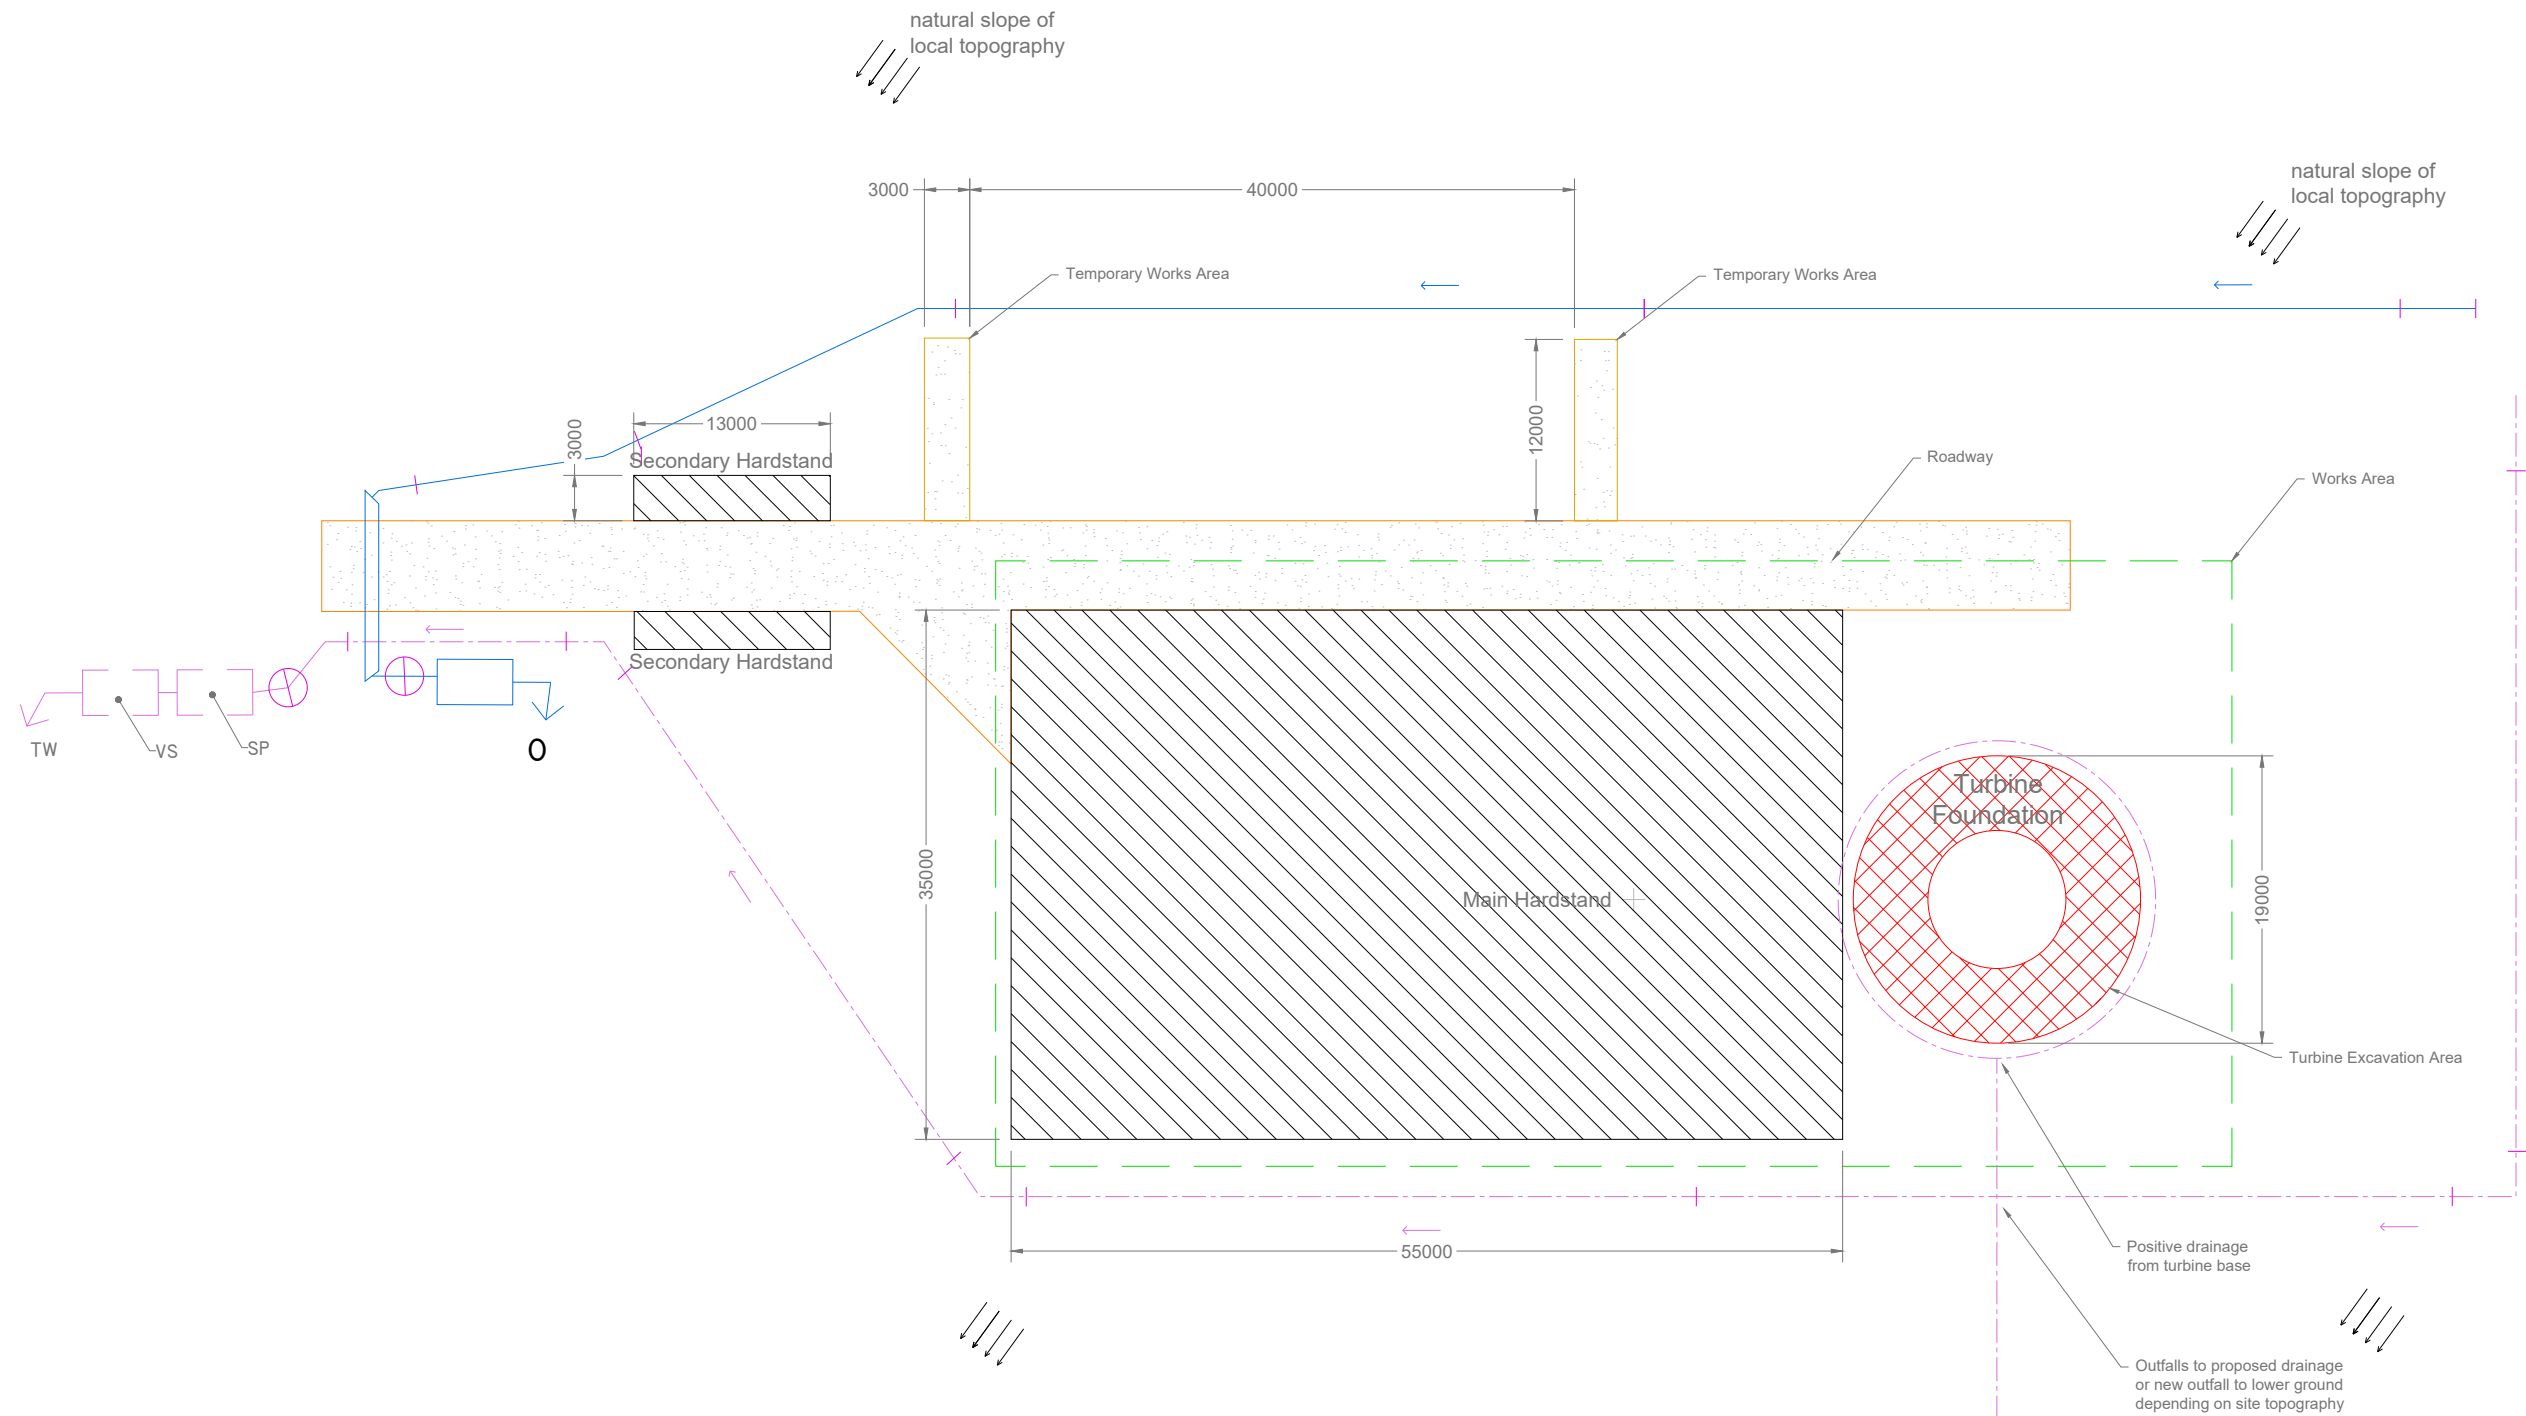 natural slope of
local topography
natural slope of
local topography
3000
40000
Temporary Works Area
Temporary Works Area
13000
3000
12000
Secondary Hardstand
Roadway
Works Area
Secondary Hardstand
TW
VS
SP
O
Turbine
Foundation
35000
Main Hardstand
19000
Turbine Excavation Area
55000
Positive drainage
from turbine base
Outfalls to proposed drainage
or new outfall to lower ground
depending on site topography